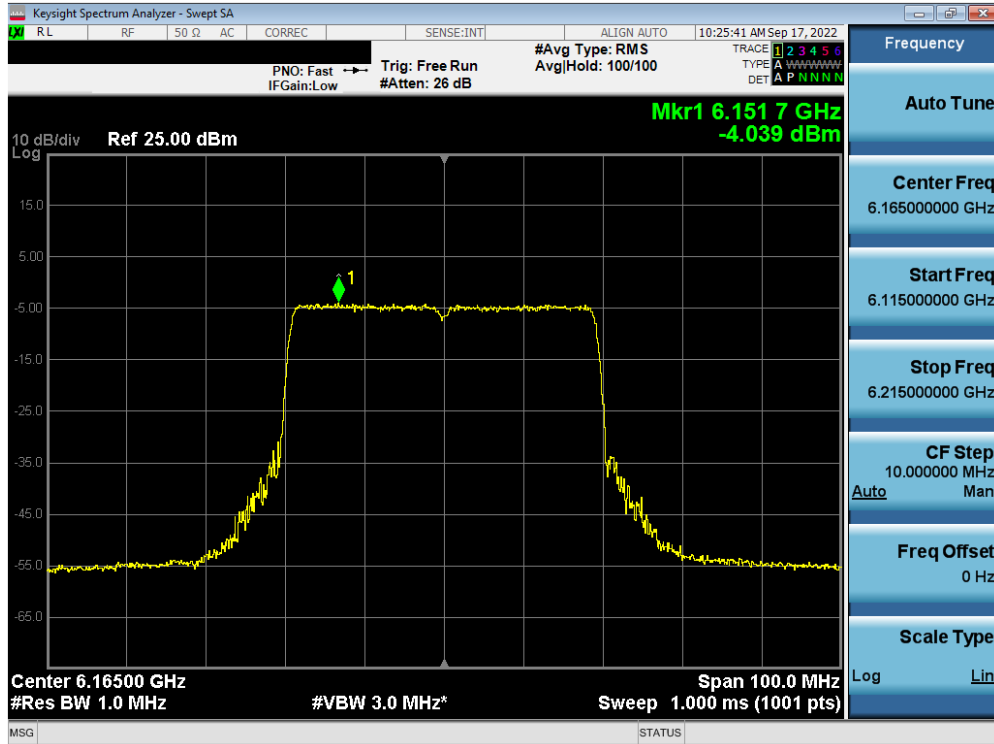 Keysight Spectrum Analyzer - Swept SA
LXI RL RF 50 Ω AC CORREC SENSE:INT ALIGN AUTO 10:25:41 AM Sep 17, 2022
PNO: Fast
IFGain:Low
Trig: Free Run
#Atten: 26 dB
#Avg Type: RMS
Avg|Hold: 100/100
TRACE 1 2 3 4 5 6
TYPE A WWWWW
DET A P N N N N
Mkr1 6.151 7 GHz
-4.039 dBm
10 dB/div Ref 25.00 dBm
Log
15.0
5.00
1
-5.00
-15.0
-25.0
-35.0
-45.0
-55.0
-65.0
Center 6.16500 GHz Span 100.0 MHz
#Res BW 1.0 MHz #VBW 3.0 MHz* Sweep 1.000 ms (1001 pts)
MSG STATUS
Frequency
Auto Tune
Center Freq
6.165000000 GHz
Start Freq
6.115000000 GHz
Stop Freq
6.215000000 GHz
CF Step
10.000000 MHz
Auto Man
Freq Offset
0 Hz
Scale Type
Log Lin